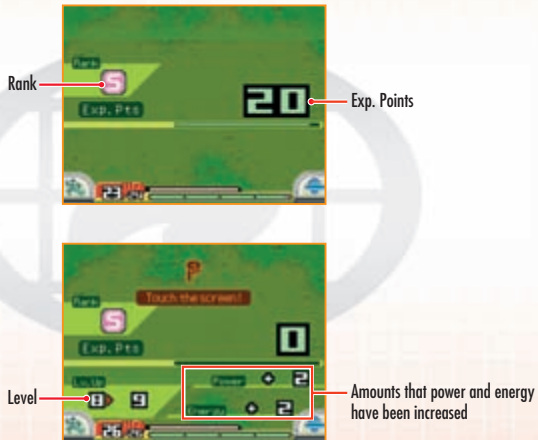 Rank
S
Rank
Exp. Points
20
Exp. Pts
Touch the screen!
Rank
S
0
Exp. Pts
Lv.Up
Power + 2
Level
9
Amounts that power and energy
have been increased
Energy + 2
26